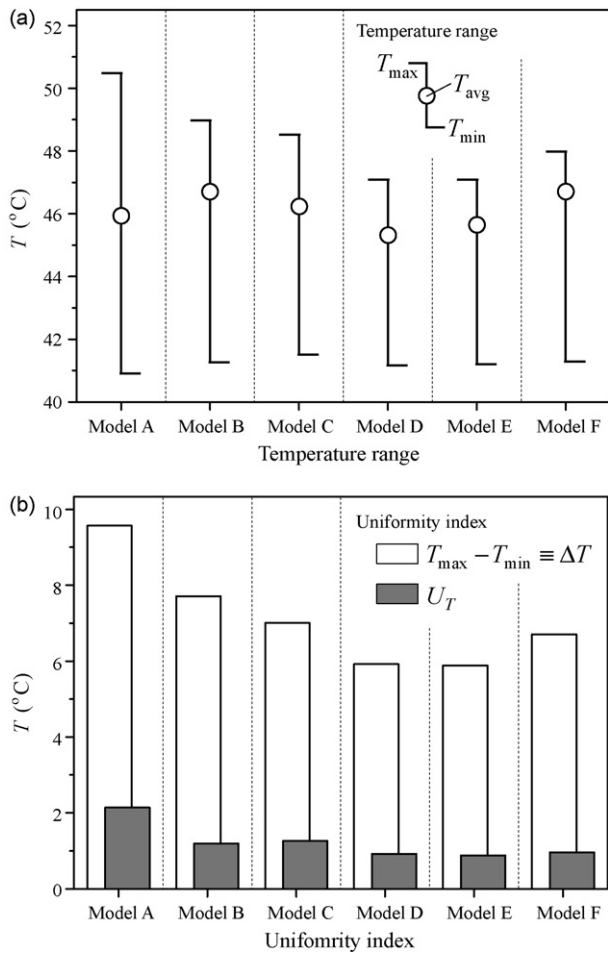 (a)
52
50
48
46
44
41
40
T (°C)
Temperature range
Tmax
Tavg
Tmin
Model A Model B Model C Model D Model E Model F
Temperature range
(b)
10
8
6
4
2
0
T (°C)
Uniformity index
Tmax − Tmin ≡ ΔT
UT
Model A Model B Model C Model D Model E Model F
Unifomrity index